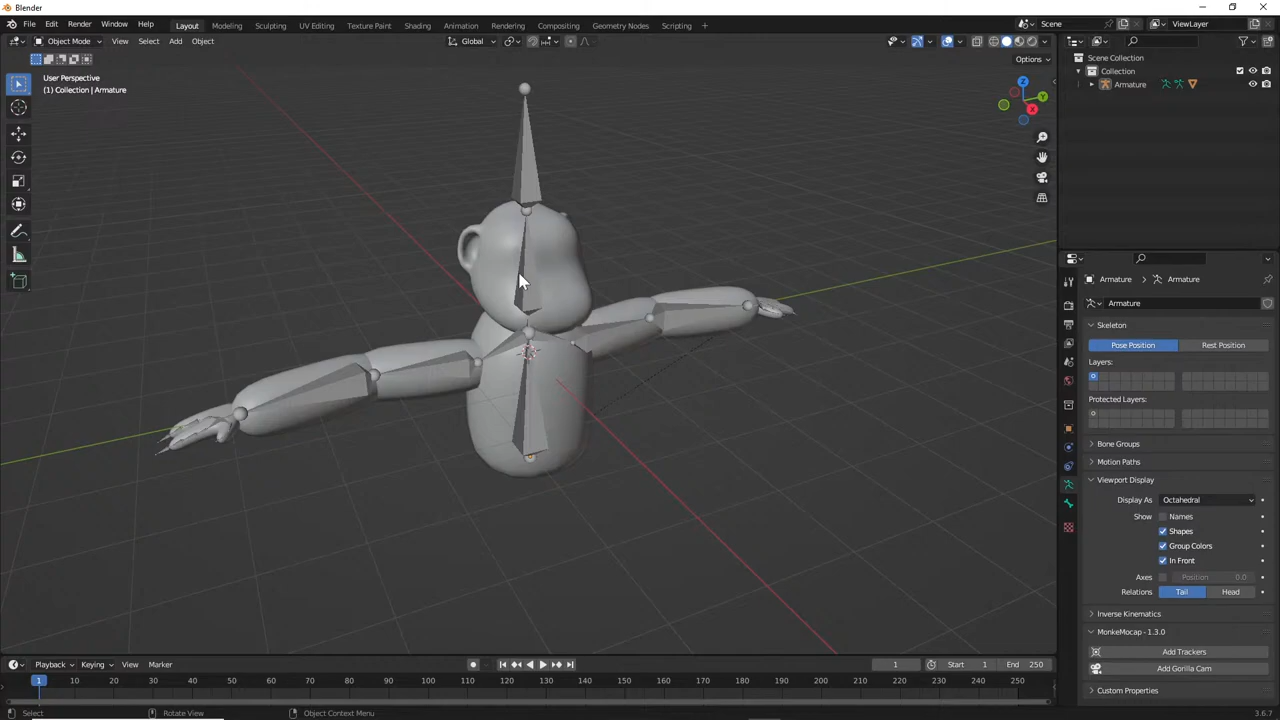 Blender
File Edit Render Window Help Layout Modeling Sculpting UV Editing Texture Paint Shading Animation Rendering Compositing Geometry Nodes Scripting + Scene ViewLayer
Object Mode View Select Add Object Global
Options
User Perspective
(1) Collection | Armature
Z
Y
X
Scene Collection
Collection
Armature
Armature Armature
Armature
Skeleton
Pose Position Rest Position
Layers:
Protected Layers:
Bone Groups
Motion Paths
Viewport Display
Display As Octahedral
Show Names
Shapes
Group Colors
In Front
Axes Position 0.0
Relations Tail Head
Inverse Kinematics
MonkeMocap - 1.3.0
Add Trackers
Add Gorilla Cam
Custom Properties
Playback Keying View Marker 1 Start 1 End 250
1 10 20 30 40 50 60 70 80 90 100 110 120 130 140 150 160 170 180 190 200 210 220 230 240 250
Select Rotate View Object Context Menu 3.6.7